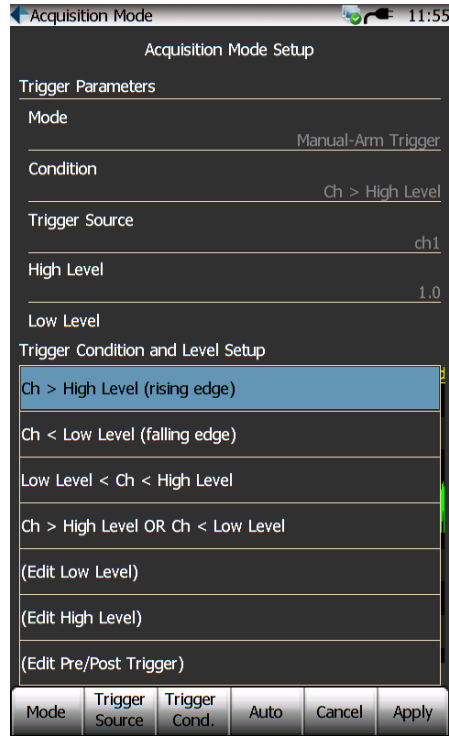 Acquisition Mode 11:55
Acquisition Mode Setup
Trigger Parameters
Mode
Manual-Arm Trigger
Condition
Ch > High Level
Trigger Source
ch1
High Level
1.0
Low Level
Trigger Condition and Level Setup
Ch > High Level (rising edge)
Ch < Low Level (falling edge)
Low Level < Ch < High Level
Ch > High Level OR Ch < Low Level
(Edit Low Level)
(Edit High Level)
(Edit Pre/Post Trigger)
Mode Trigger Source Trigger Cond. Auto Cancel Apply